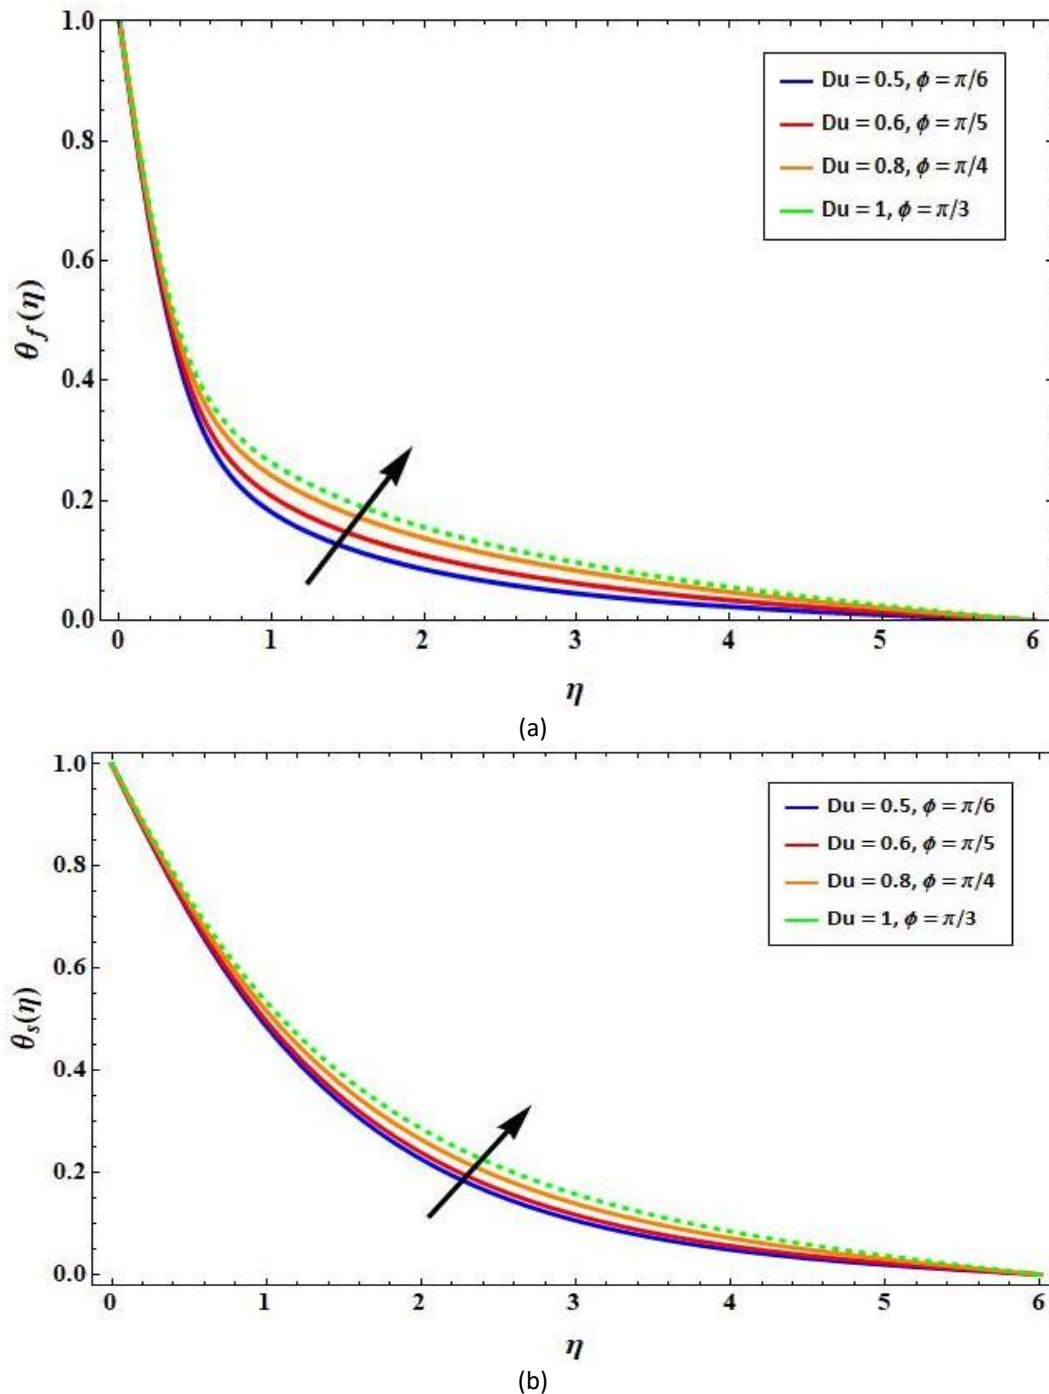 1.0
0.8
0.6
0.4
0.2
0.0
θf(η)
Du = 0.5, ϕ = π/6
Du = 0.6, ϕ = π/5
Du = 0.8, ϕ = π/4
Du = 1, ϕ = π/3
0 1 2 3 4 5 6
η
(a)
1.0
0.8
0.6
0.4
0.2
0.0
θs(η)
Du = 0.5, ϕ = π/6
Du = 0.6, ϕ = π/5
Du = 0.8, ϕ = π/4
Du = 1, ϕ = π/3
0 1 2 3 4 5 6
η
(b)